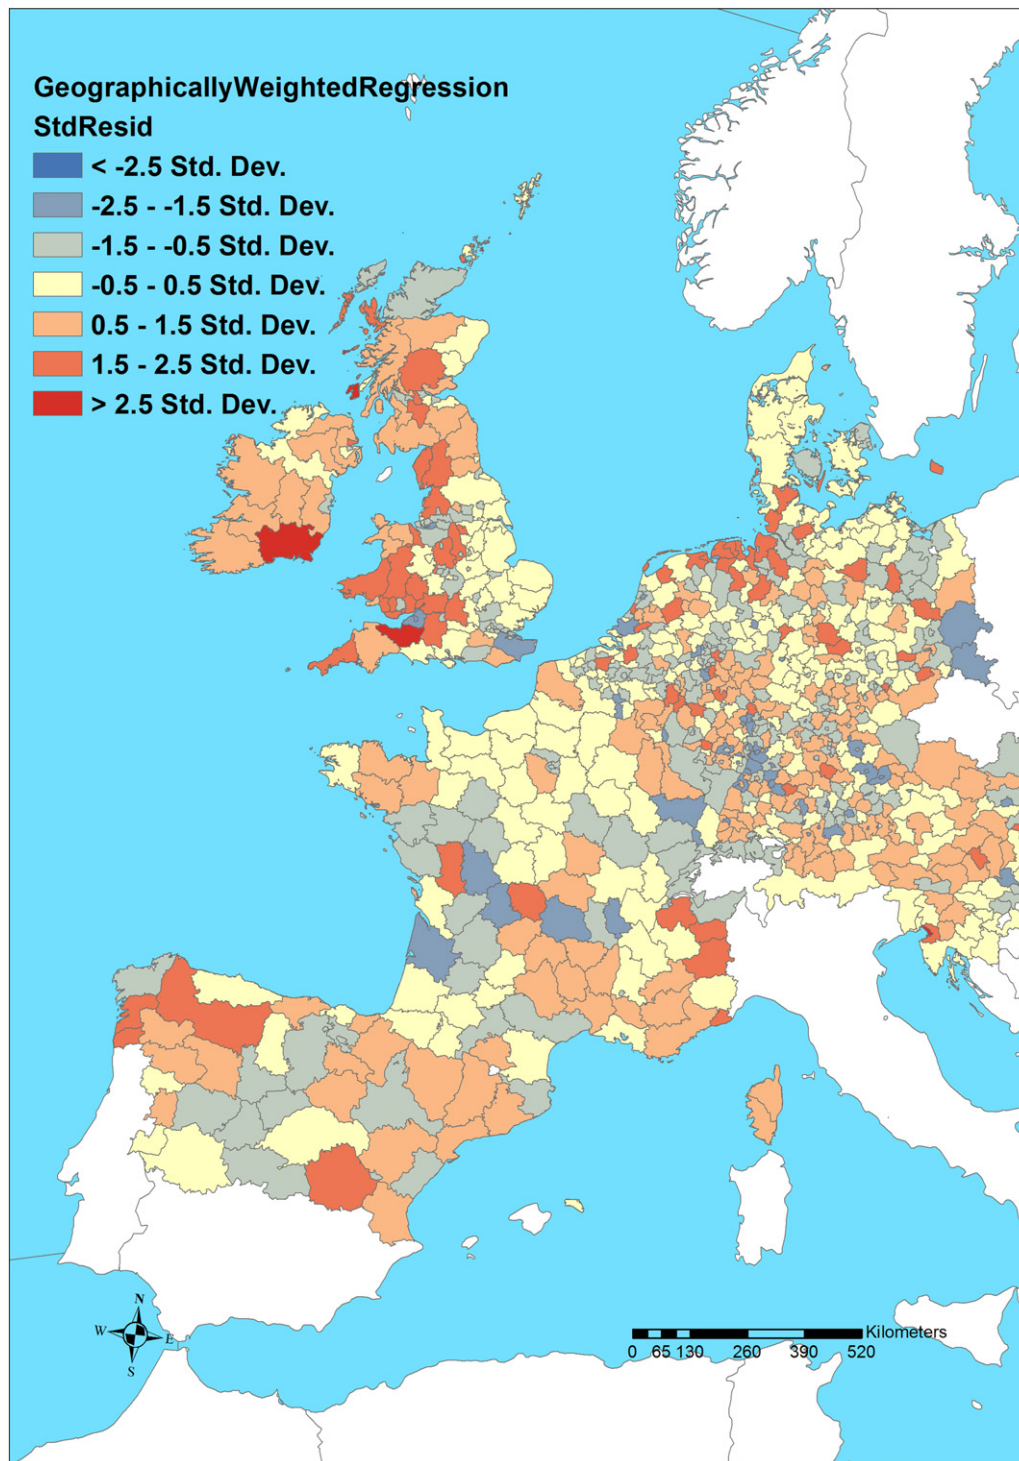 GeographicallyWeightedRegression
StdResid
< -2.5 Std. Dev.
-2.5 - -1.5 Std. Dev.
-1.5 - -0.5 Std. Dev.
-0.5 - 0.5 Std. Dev.
0.5 - 1.5 Std. Dev.
1.5 - 2.5 Std. Dev.
> 2.5 Std. Dev.
N
W E
S
Kilometers
0 65 130 260 390 520